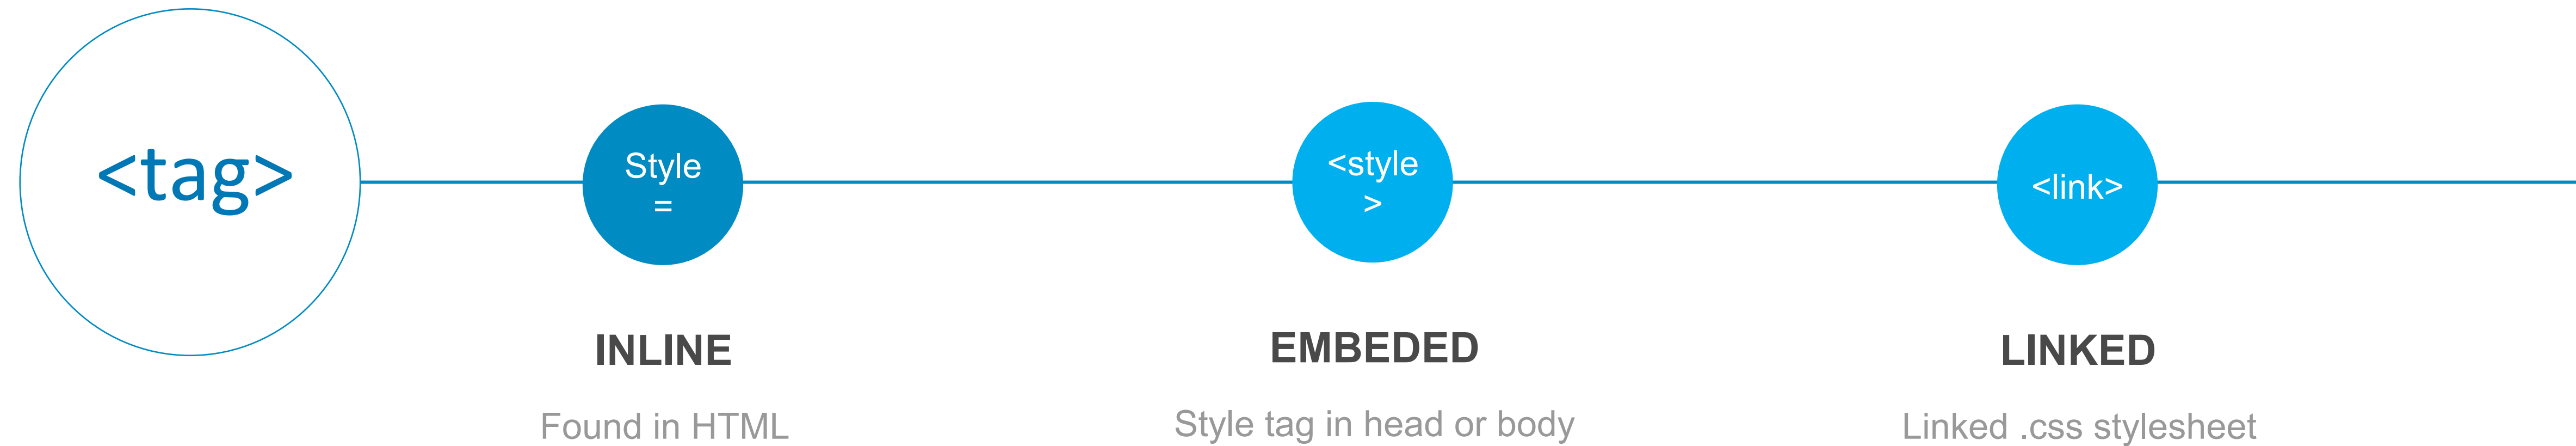 <tag>
Style
=
<style
>
<link>
INLINE
EMBEDED
LINKED
Found in HTML
Style tag in head or body
Linked .css stylesheet